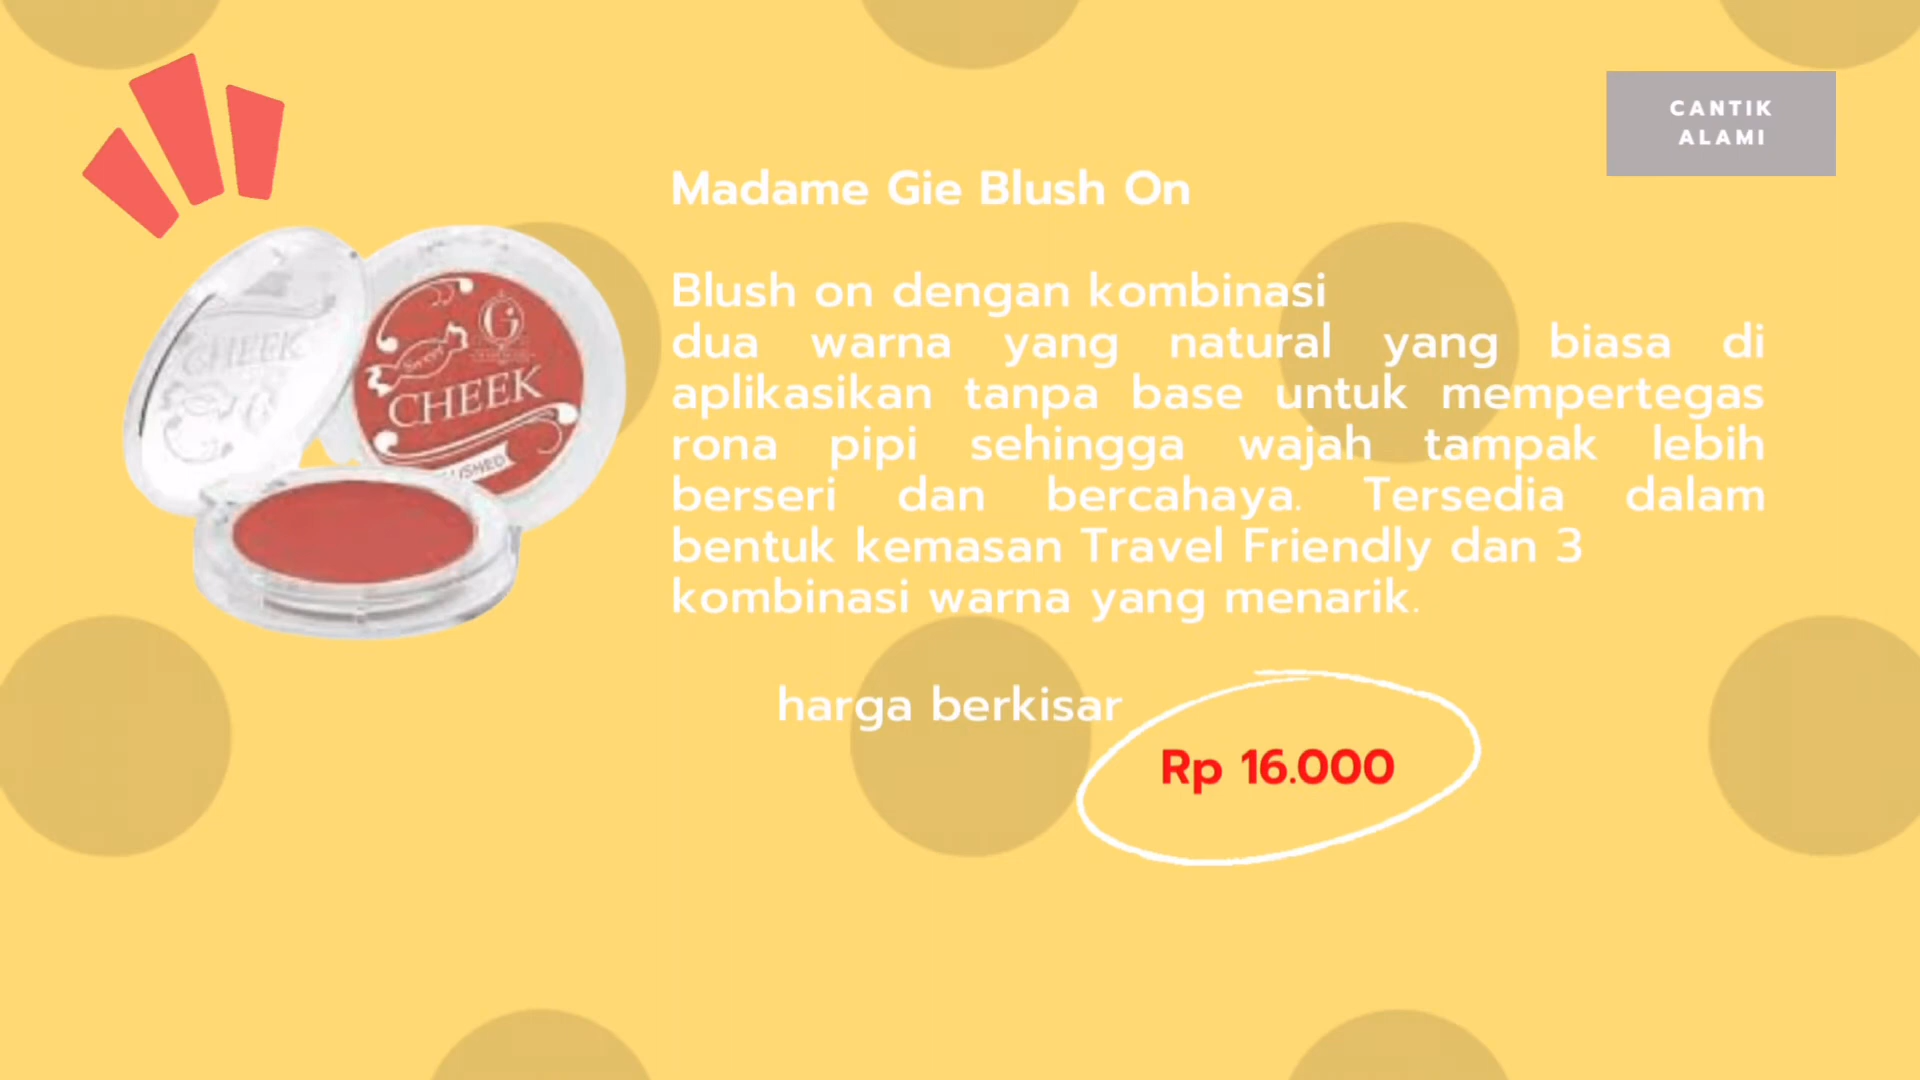 CANTIK
ALAMI
Madame Gie Blush On
Blush on dengan kombinasi
dua warna yang natural yang biasa di
aplikasikan tanpa base untuk mempertegas
rona pipi sehingga wajah tampak lebih
berseri dan bercahaya. Tersedia dalam
bentuk kemasan Travel Friendly dan 3
kombinasi warna yang menarik.
harga berkisar
Rp 16.000
CHEEK
G
Sweet
CHEEK